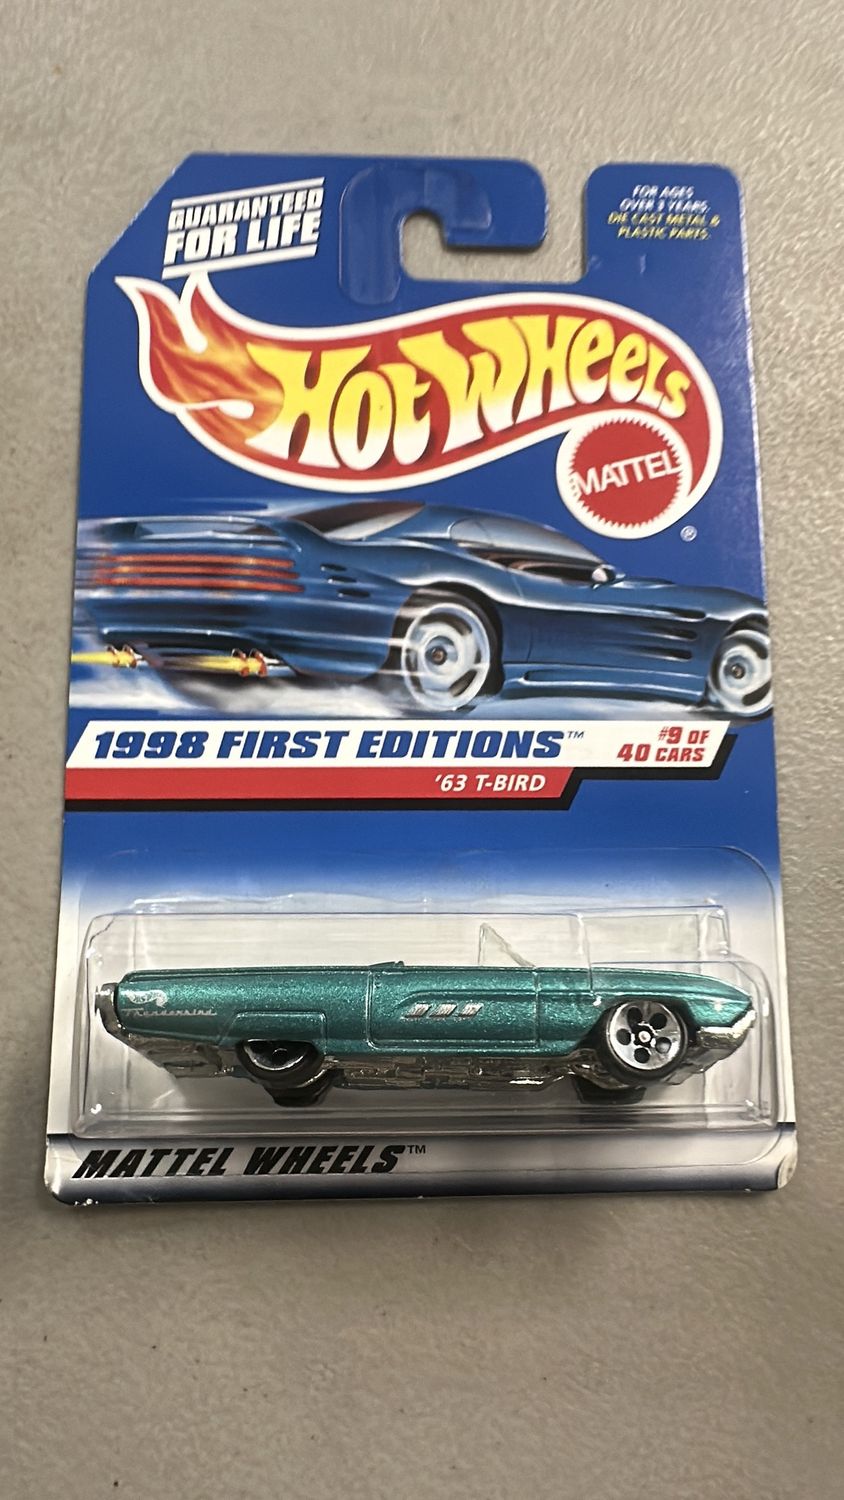 GUARANTEED
FOR LIFE
FOR AGES
OVER 3 YEARS.
DIE CAST METAL &
PLASTIC PARTS.
HOT WHEELS
MATTEL
®
1998 FIRST EDITIONS™
#9 OF
40 CARS
'63 T-BIRD
Thunderbird
MATTEL WHEELS™